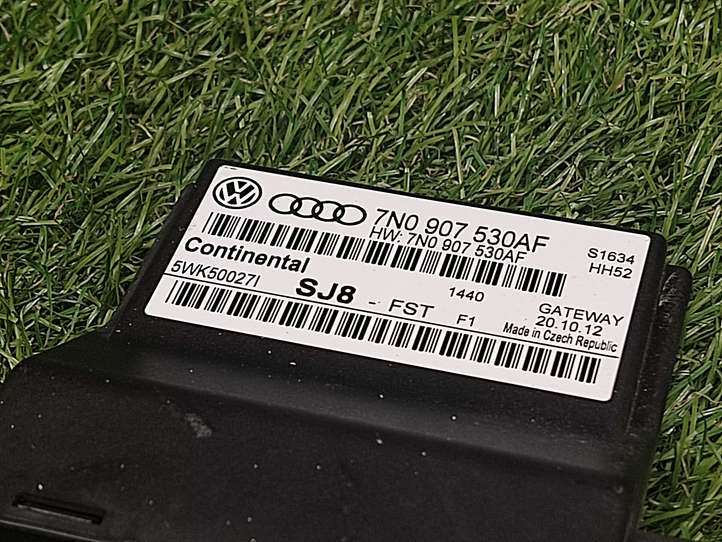 7N0 907 530AF
HW: 7N0 907 530AF
S1634
HH52
Continental
5WK50027I
SJ8 - FST
1440
F1
GATEWAY
20.10.12
Made in Czech Republic